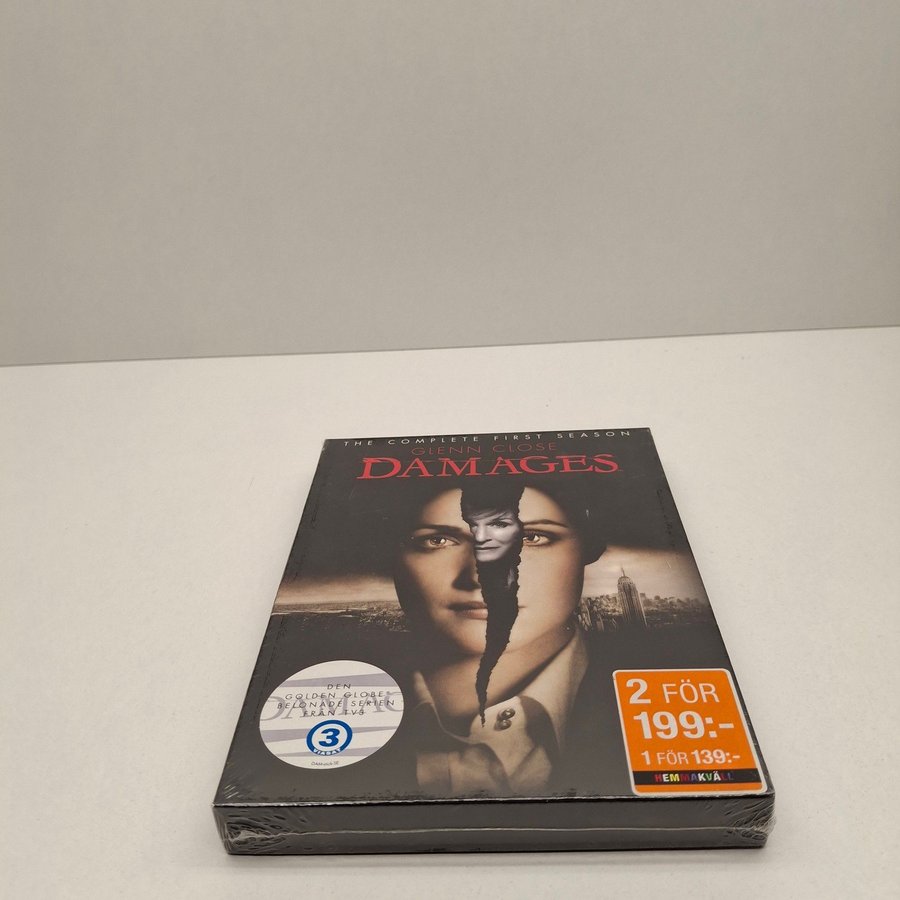 THE COMPLETE FIRST SEASON
GLENN CLOSE
DAMAGES
DEN
GOLDEN GLOBE-
BELÖNADE SERIEN
FRÅN TV3
3
VIASAT
2 FÖR
199:-
1 FÖR 139:-
HEMMAKVÄLL